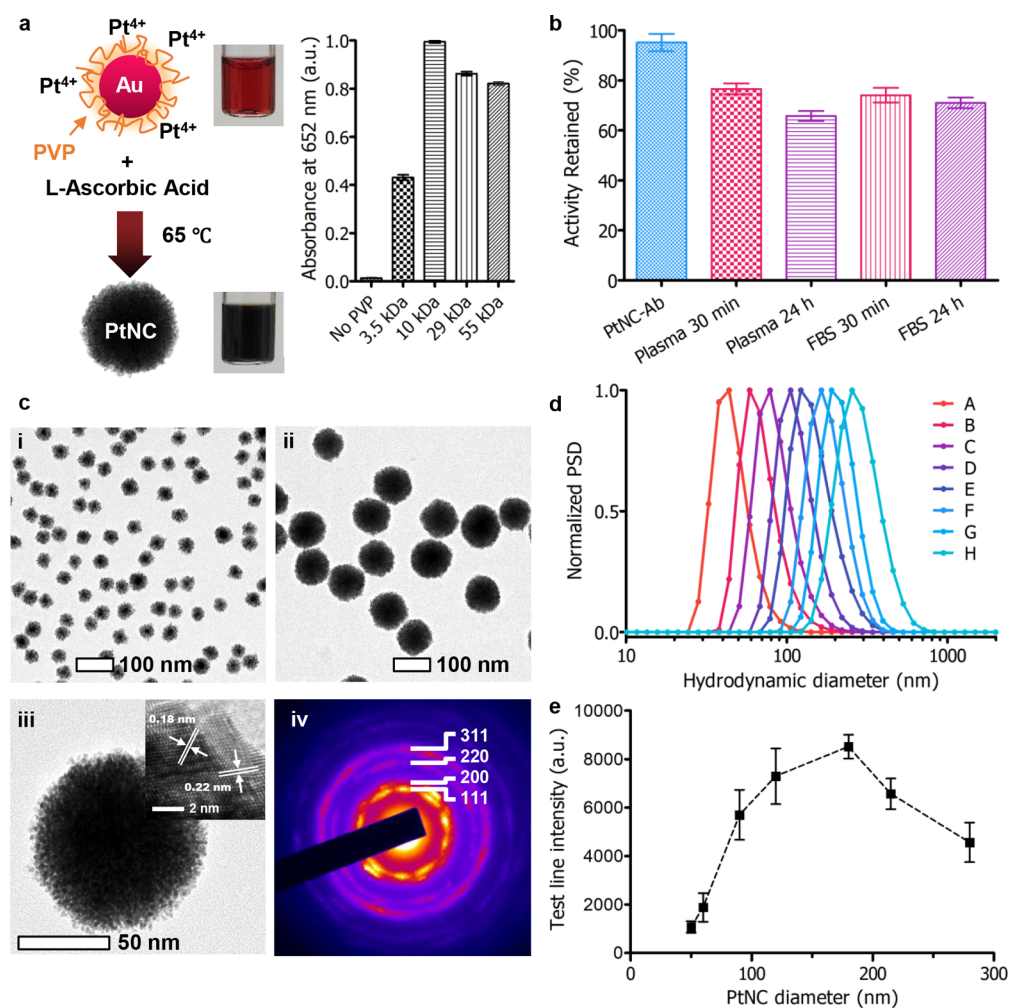 a
Pt4+
Pt4+
Pt4+
Au
Pt4+
PVP
+
L-Ascorbic Acid
65 ℃
PtNC
Absorbance at 652 nm (a.u.)
1.0
0.8
0.6
0.4
0.2
0.0
No PVP
3.5 kDa
10 kDa
29 kDa
55 kDa
b
Activity Retained (%)
100
80
60
40
20
0
PtNC-Ab
Plasma 30 min
Plasma 24 h
FBS 30 min
FBS 24 h
c
i
100 nm
ii
100 nm
iii
0.18 nm
0.22 nm
2 nm
50 nm
iv
311
220
200
111
d
Normalized PSD
1.0
0.5
0.0
10
100
1000
Hydrodynamic diameter (nm)
A
B
C
D
E
F
G
H
e
Test line intensity (a.u.)
10000
8000
6000
4000
2000
0
0
100
200
300
PtNC diameter (nm)